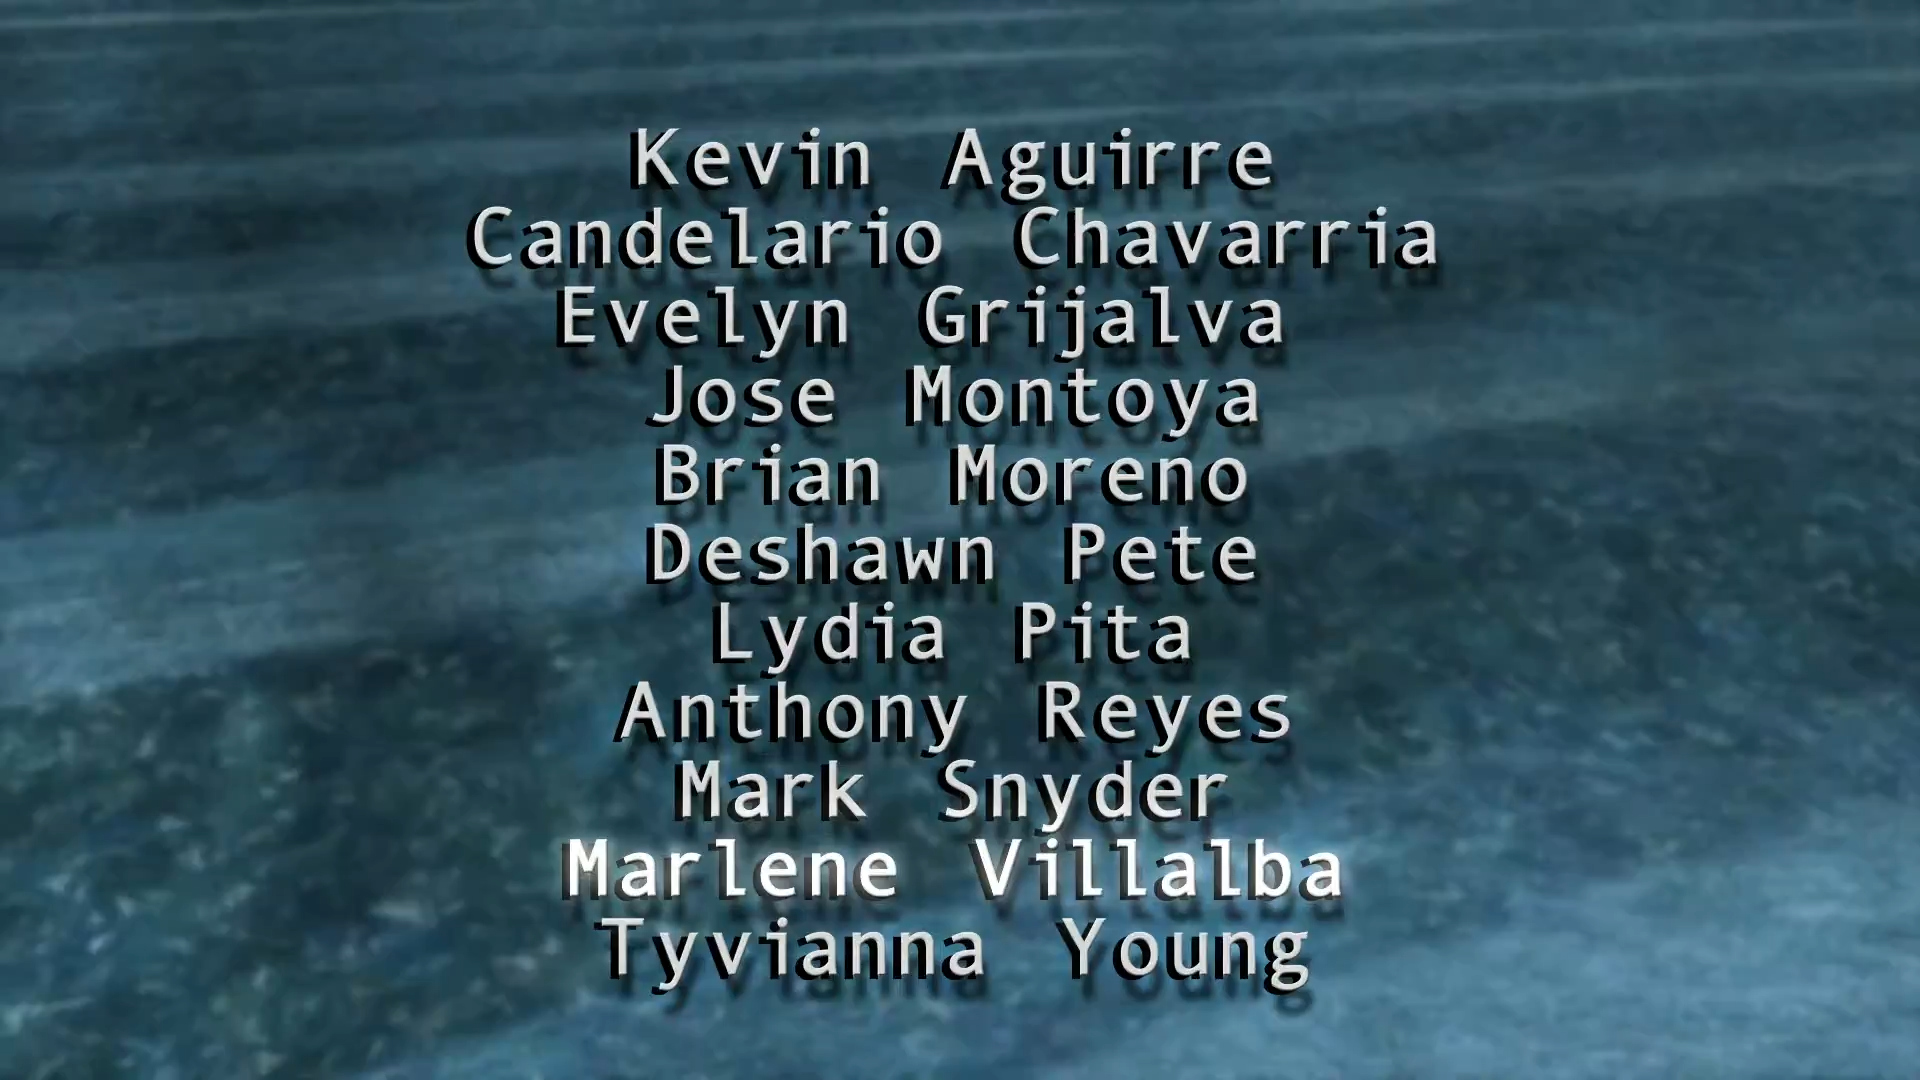 Kevin Aguirre
Candelario Chavarria
Evelyn Grijalva
Jose Montoya
Brian Moreno
Deshawn Pete
Lydia Pita
Anthony Reyes
Mark Snyder
Marlene Villalba
Tyvianna Young